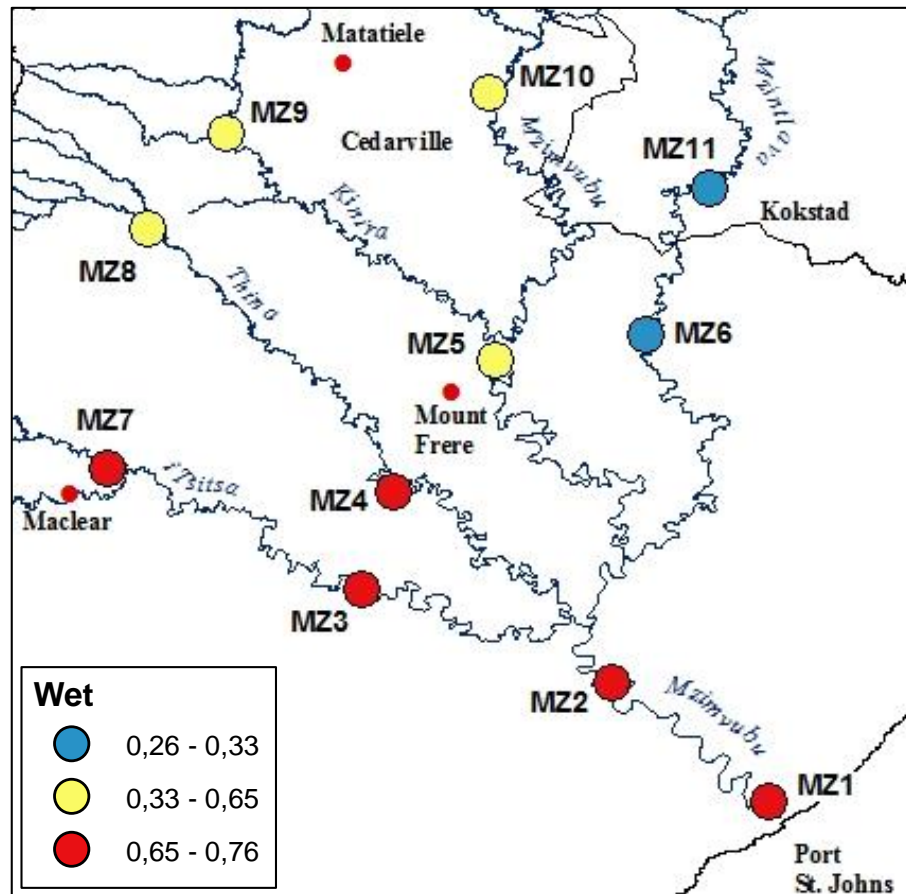 Matatiele
MZ10
MZ9
Cedarville
Mzimvubu
Mzintlava
MZ11
Kokstad
Kinira
MZ8
Thina
MZ5
MZ6
Mount
Frere
MZ7
iTsitsa
MZ4
Maclear
MZ3
MZ2
Mzimvubu
MZ1
Port
St. Johns
Wet
0,26 - 0,33
0,33 - 0,65
0,65 - 0,76